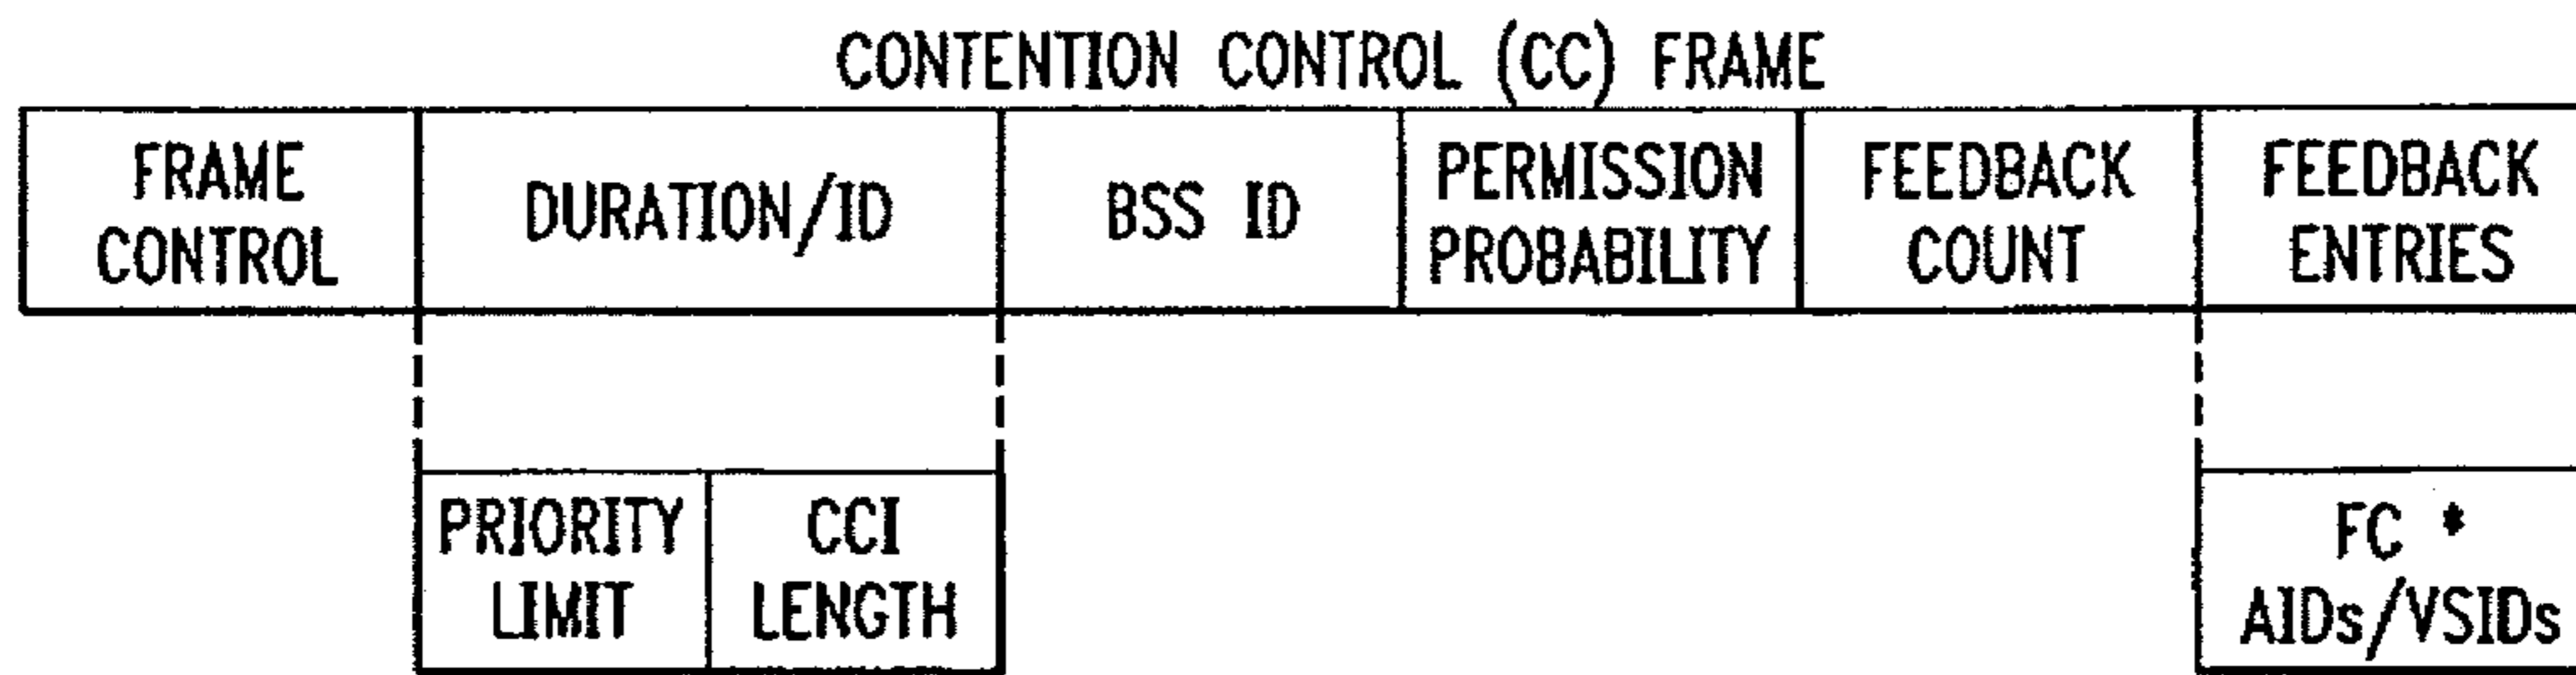 CONTENTION CONTROL (CC) FRAME
FRAME
CONTROL
DURATION/ID
BSS ID
PERMISSION
PROBABILITY
FEEDBACK
COUNT
FEEDBACK
ENTRIES
PRIORITY
LIMIT
CCI
LENGTH
FC *
AIDs/VSIDs